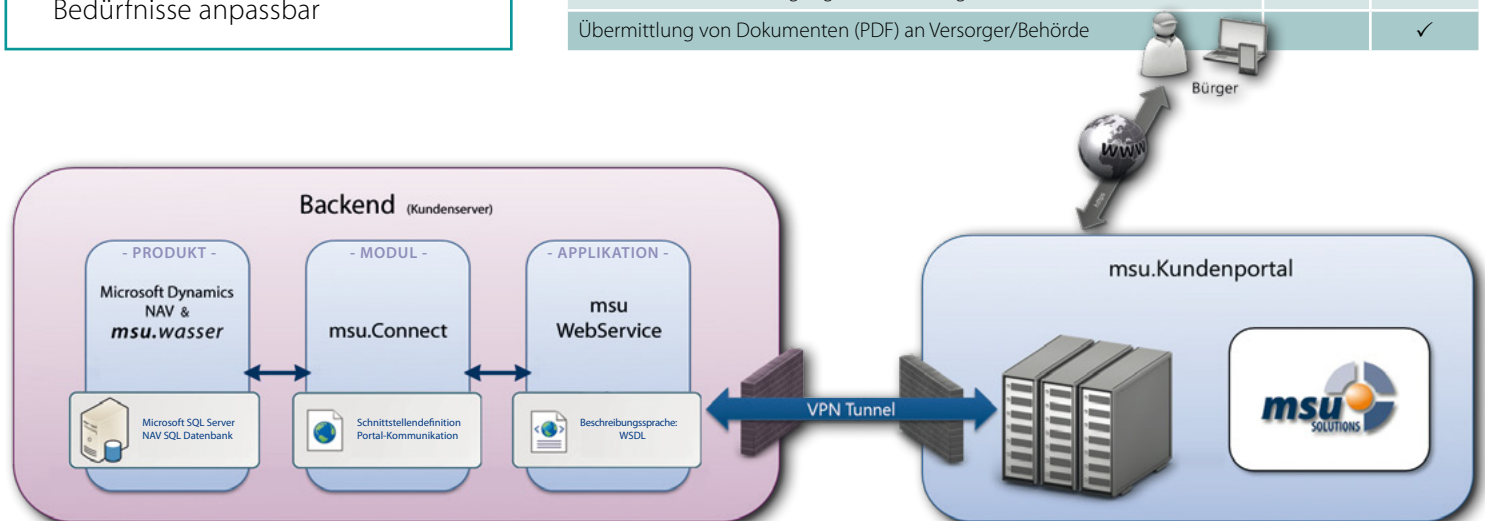 Bedürfnisse anpassbar
Übermittlung von Dokumenten (PDF) an Versorger/Behörde ✓
Bürger
www
https
Backend (Kundenserver)
- PRODUKT -
Microsoft Dynamics
NAV &
msu.wasser
Microsoft SQL Server
NAV SQL Datenbank
- MODUL -
msu.Connect
Schnittstellendefinition
Portal-Kommunikation
- APPLIKATION -
msu
WebService
Beschreibungssprache:
WSDL
VPN Tunnel
msu.Kundenportal
msu
SOLUTIONS